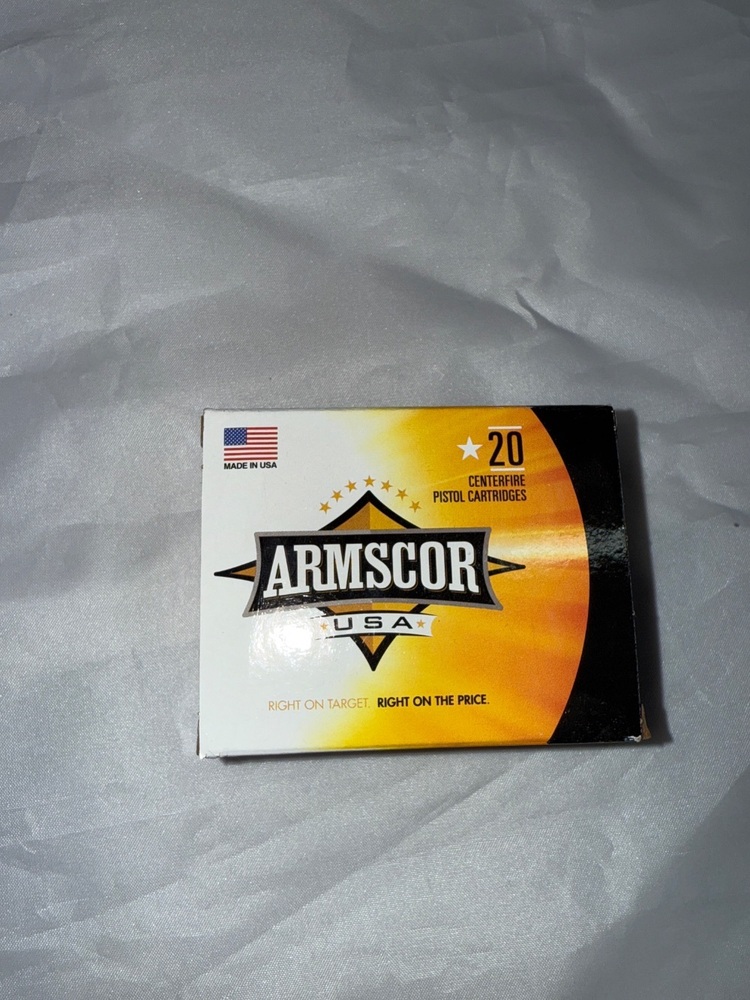 MADE IN USA
20
CENTERFIRE
PISTOL CARTRIDGES
ARMSCOR
USA
RIGHT ON TARGET. RIGHT ON THE PRICE.